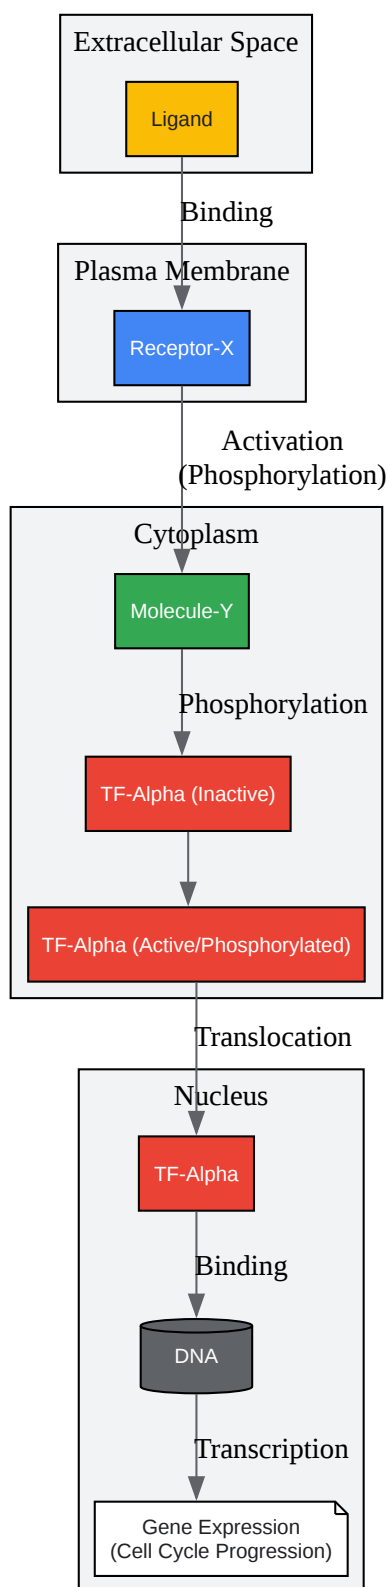 Extracellular Space
Ligand
Binding
Plasma Membrane
Receptor-X
Activation
(Phosphorylation)
Cytoplasm
Molecule-Y
Phosphorylation
TF-Alpha (Inactive)
TF-Alpha (Active/Phosphorylated)
Translocation
Nucleus
TF-Alpha
Binding
DNA
Transcription
Gene Expression
(Cell Cycle Progression)